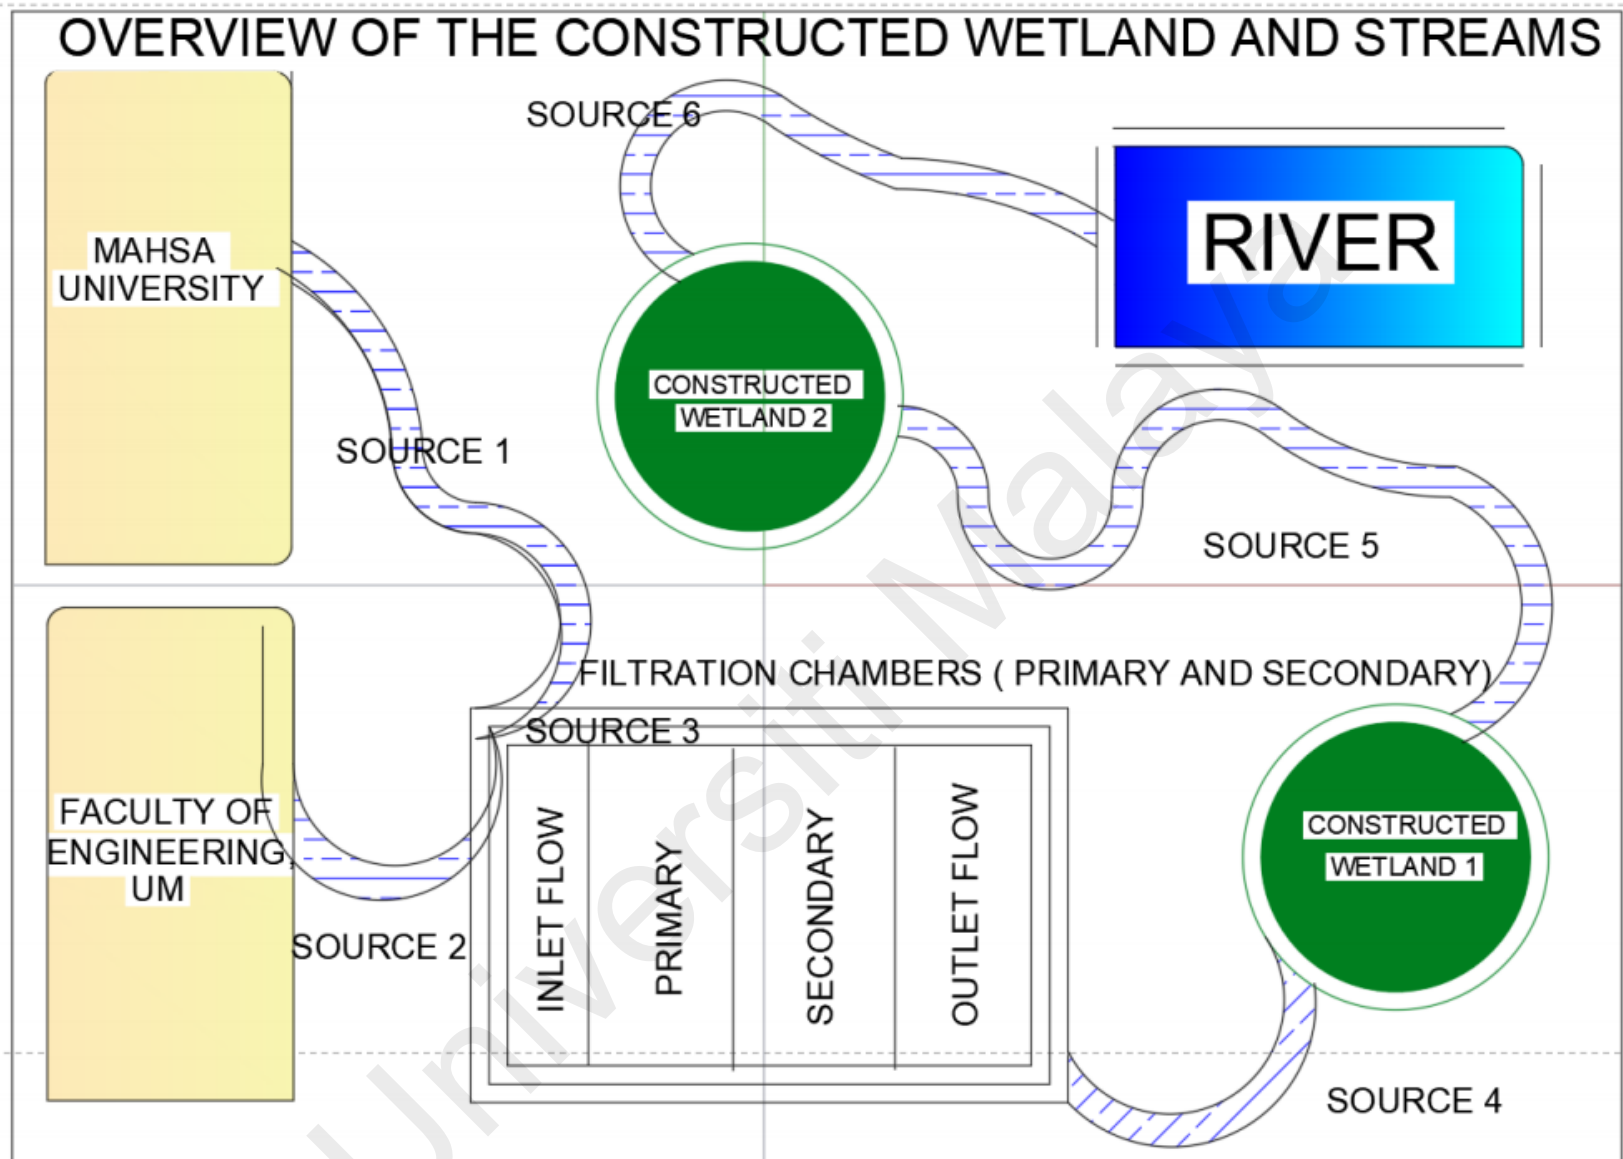 OVERVIEW OF THE CONSTRUCTED WETLAND AND STREAMS
SOURCE 6
MAHSA
UNIVERSITY
RIVER
CONSTRUCTED
WETLAND 2
SOURCE 1
SOURCE 5
FILTRATION CHAMBERS ( PRIMARY AND SECONDARY)
SOURCE 3
FACULTY OF
ENGINEERING,
UM
INLET FLOW
PRIMARY
SECONDARY
OUTLET FLOW
CONSTRUCTED
WETLAND 1
SOURCE 2
SOURCE 4
Universiti Malaya